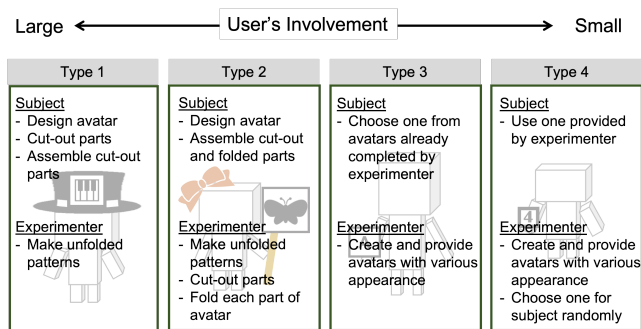 User's Involvement
Large
Small
Type 1
Subject
- Design avatar
- Cut-out parts
- Assemble cut-out
parts
Experimenter
- Make unfolded
patterns
Type 2
Subject
- Design avatar
- Assemble cut-out
and folded parts
Experimenter
- Make unfolded
patterns
- Cut-out parts
- Fold each part of
avatar
Type 3
Subject
- Choose one from
avatars already
completed by
experimenter
Experimenter
- Create and provide
avatars with various
appearance
Type 4
Subject
- Use one provided
by experimenter
4
Experimenter
- Create and provide
avatars with various
appearance
- Choose one for
subject randomly